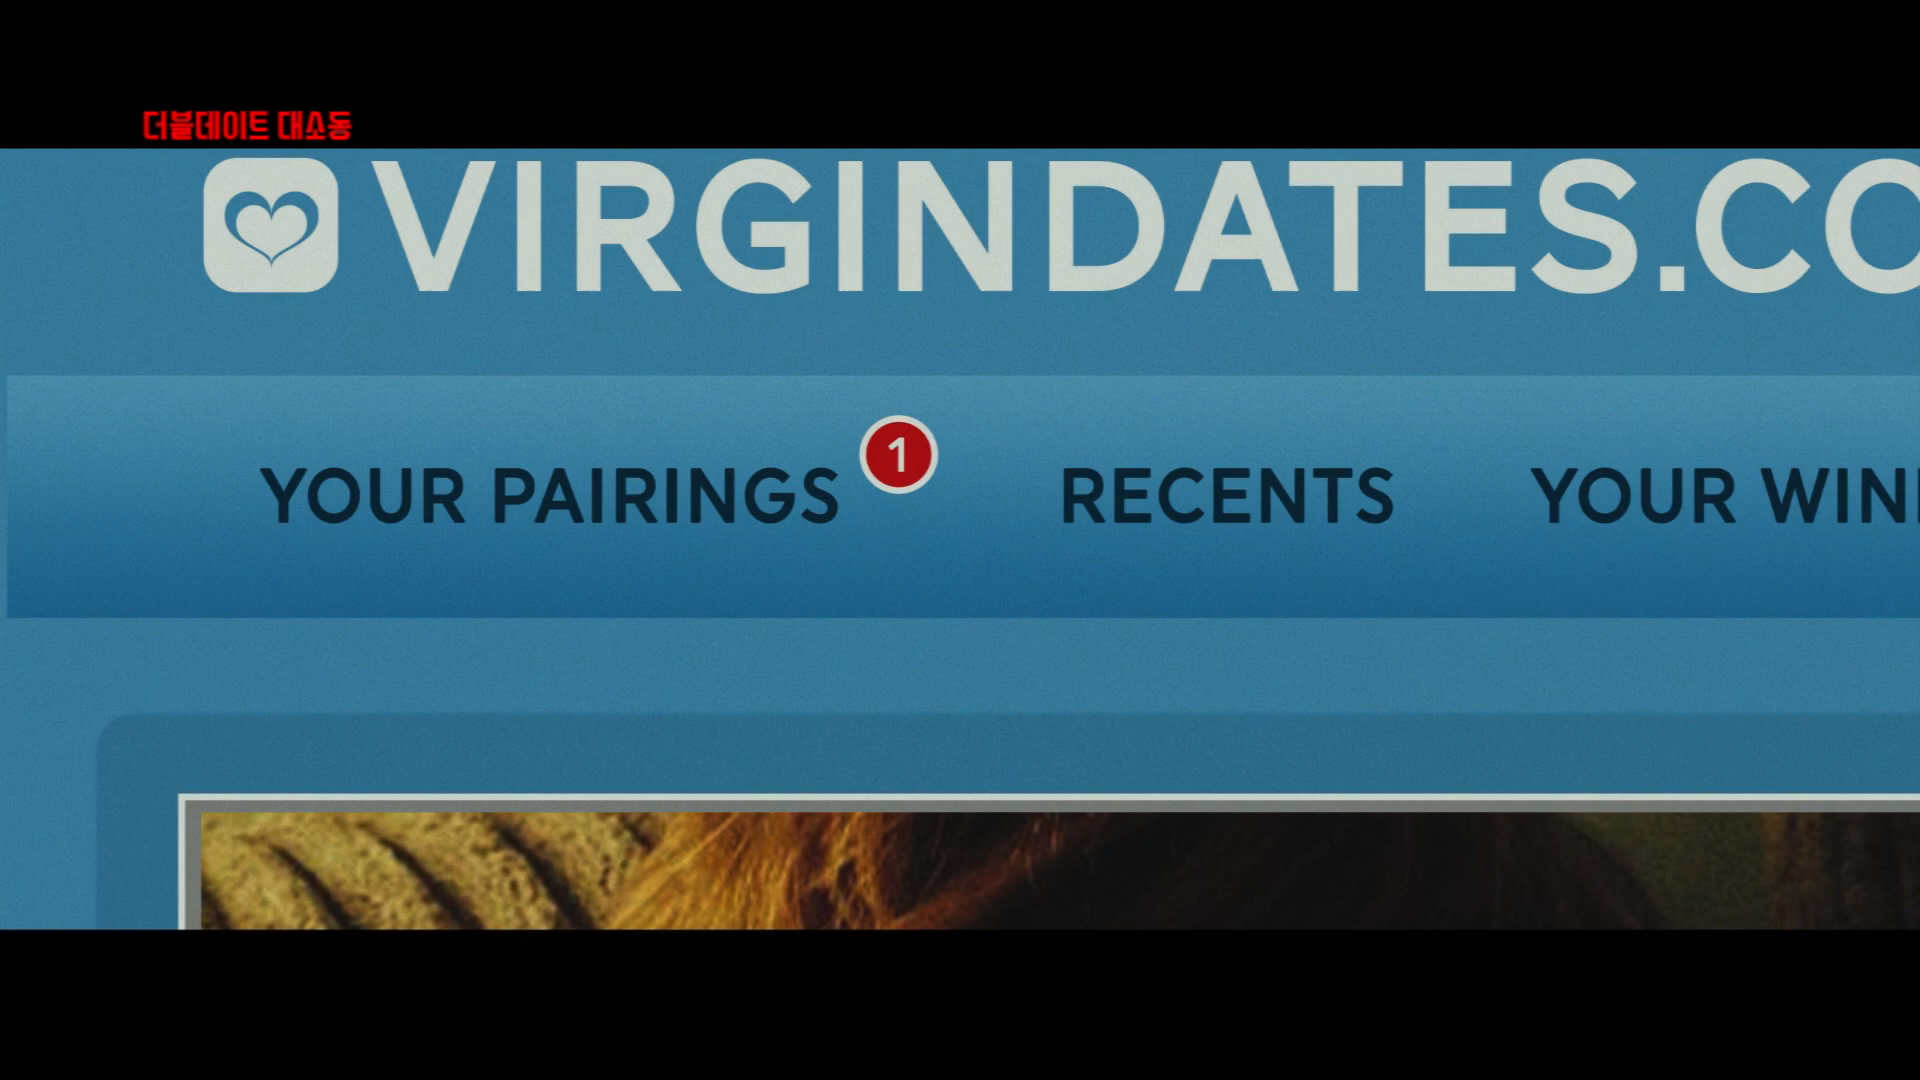 더블데이트 대소동
VIRGINDATES.CO
YOUR PAIRINGS 1 RECENTS YOUR WIN